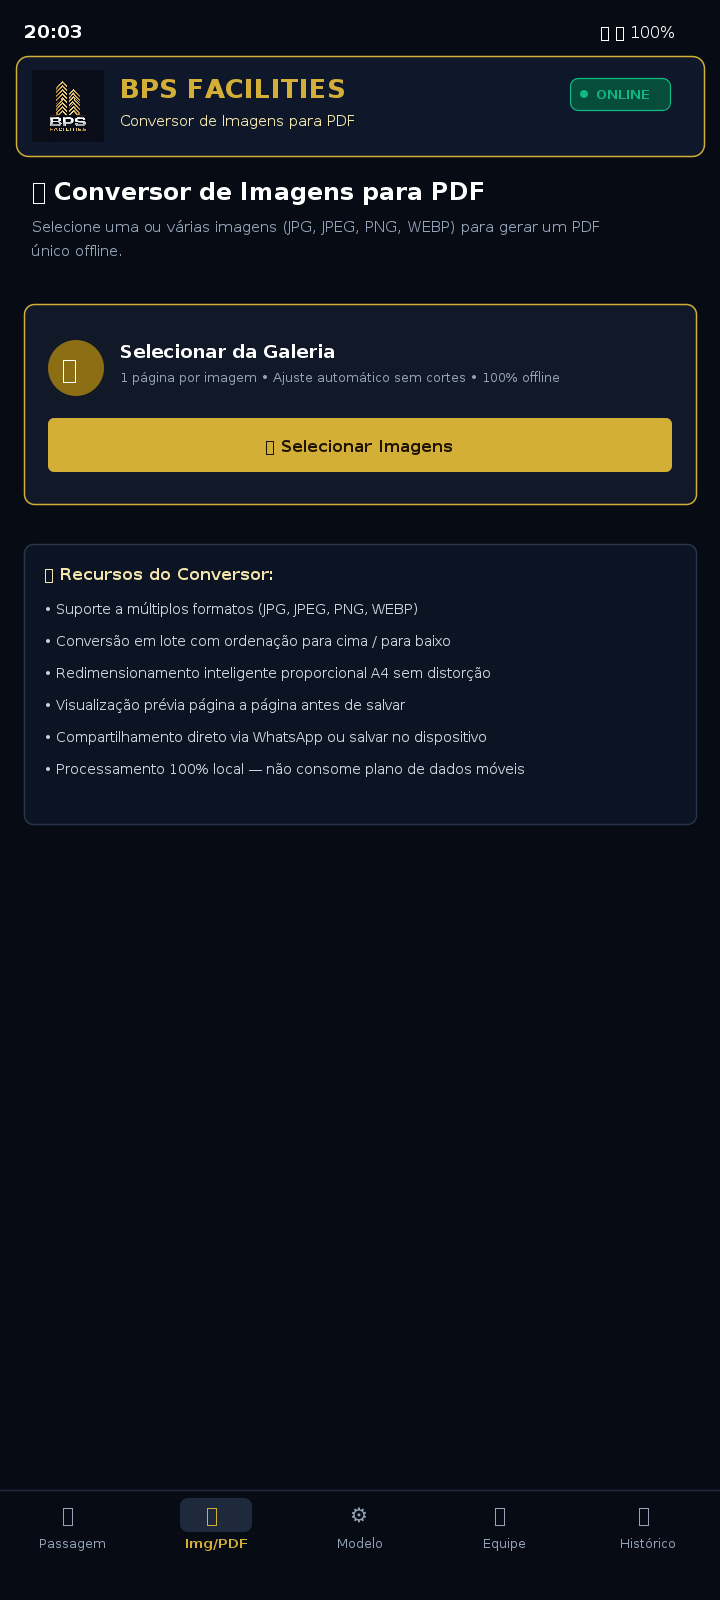 20:03
100%
BPS FACILITIES
Conversor de Imagens para PDF
ONLINE
BPS
FACILITIES
Conversor de Imagens para PDF
Selecione uma ou várias imagens (JPG, JPEG, PNG, WEBP) para gerar um PDF
único offline.
Selecionar da Galeria
1 página por imagem • Ajuste automático sem cortes • 100% offline
Selecionar Imagens
Recursos do Conversor:
• Suporte a múltiplos formatos (JPG, JPEG, PNG, WEBP)
• Conversão em lote com ordenação para cima / para baixo
• Redimensionamento inteligente proporcional A4 sem distorção
• Visualização prévia página a página antes de salvar
• Compartilhamento direto via WhatsApp ou salvar no dispositivo
• Processamento 100% local — não consome plano de dados móveis
Passagem
Img/PDF
Modelo
Equipe
Histórico